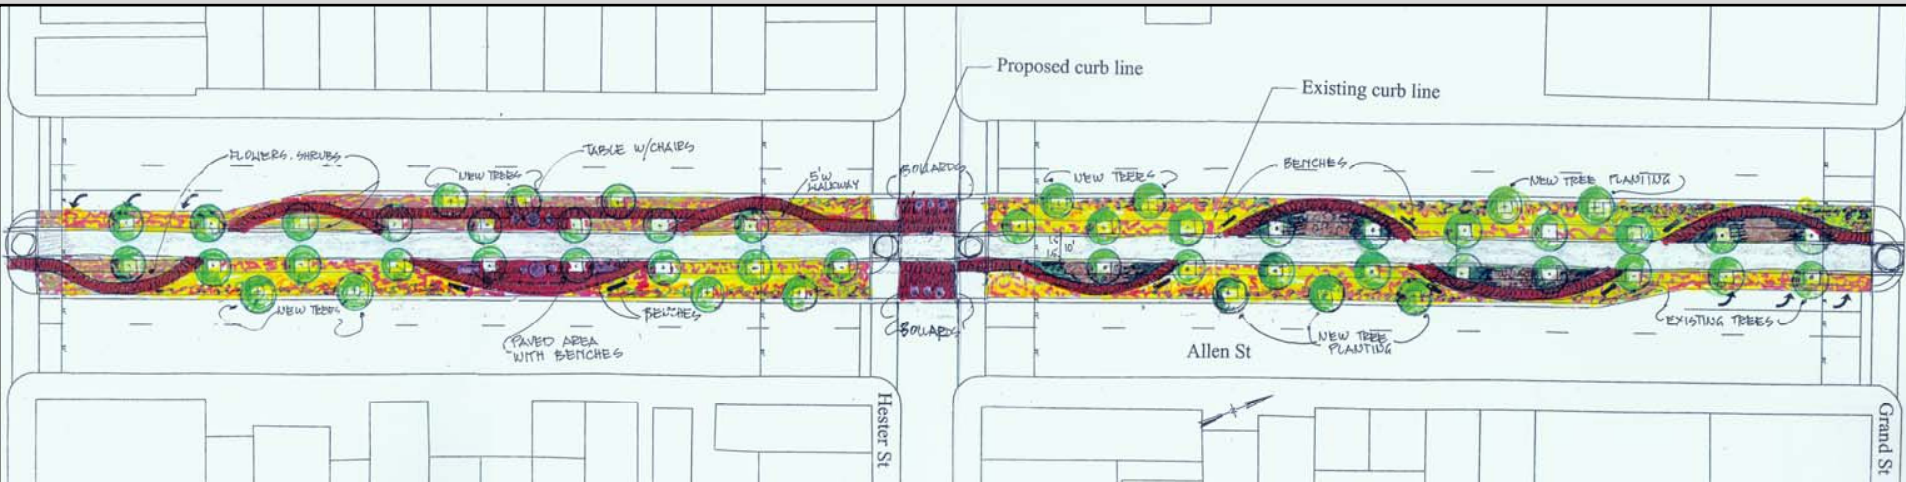 Proposed curb line
Existing curb line
FLOWERS, SHRUBS
TABLE W/CHAIRS
NEW TREES
5'W
WALKWAY
BOLLARDS
NEW TREES
BENCHES
NEW TREE PLANTING
10'
NEW TREES
BENCHES
PAVED AREA
WITH BENCHES
BOLLARDS
Allen St
NEW TREE
PLANTING
EXISTING TREES
Hester St
Grand St